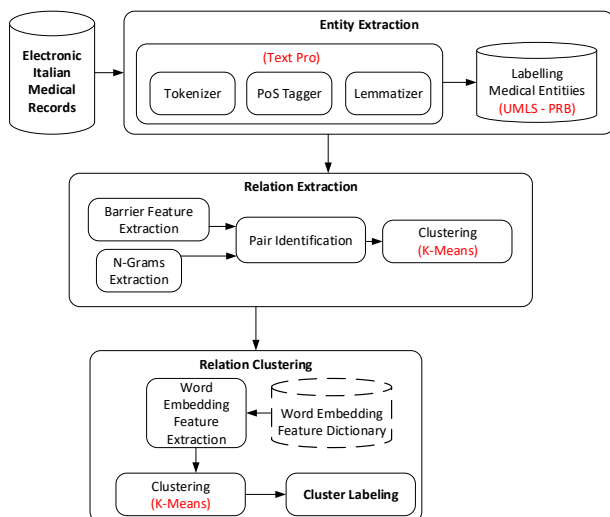 Electronic
Italian
Medical
Records
Entity Extraction
(Text Pro)
Tokenizer
PoS Tagger
Lemmatizer
Labelling
Medical Entitiies
(UMLS - PRB)
Relation Extraction
Barrier Feature
Extraction
N-Grams
Extraction
Pair Identification
Clustering
(K-Means)
Relation Clustering
Word
Embedding
Feature
Extraction
Word Embedding
Feature Dictionary
Clustering
(K-Means)
Cluster Labeling